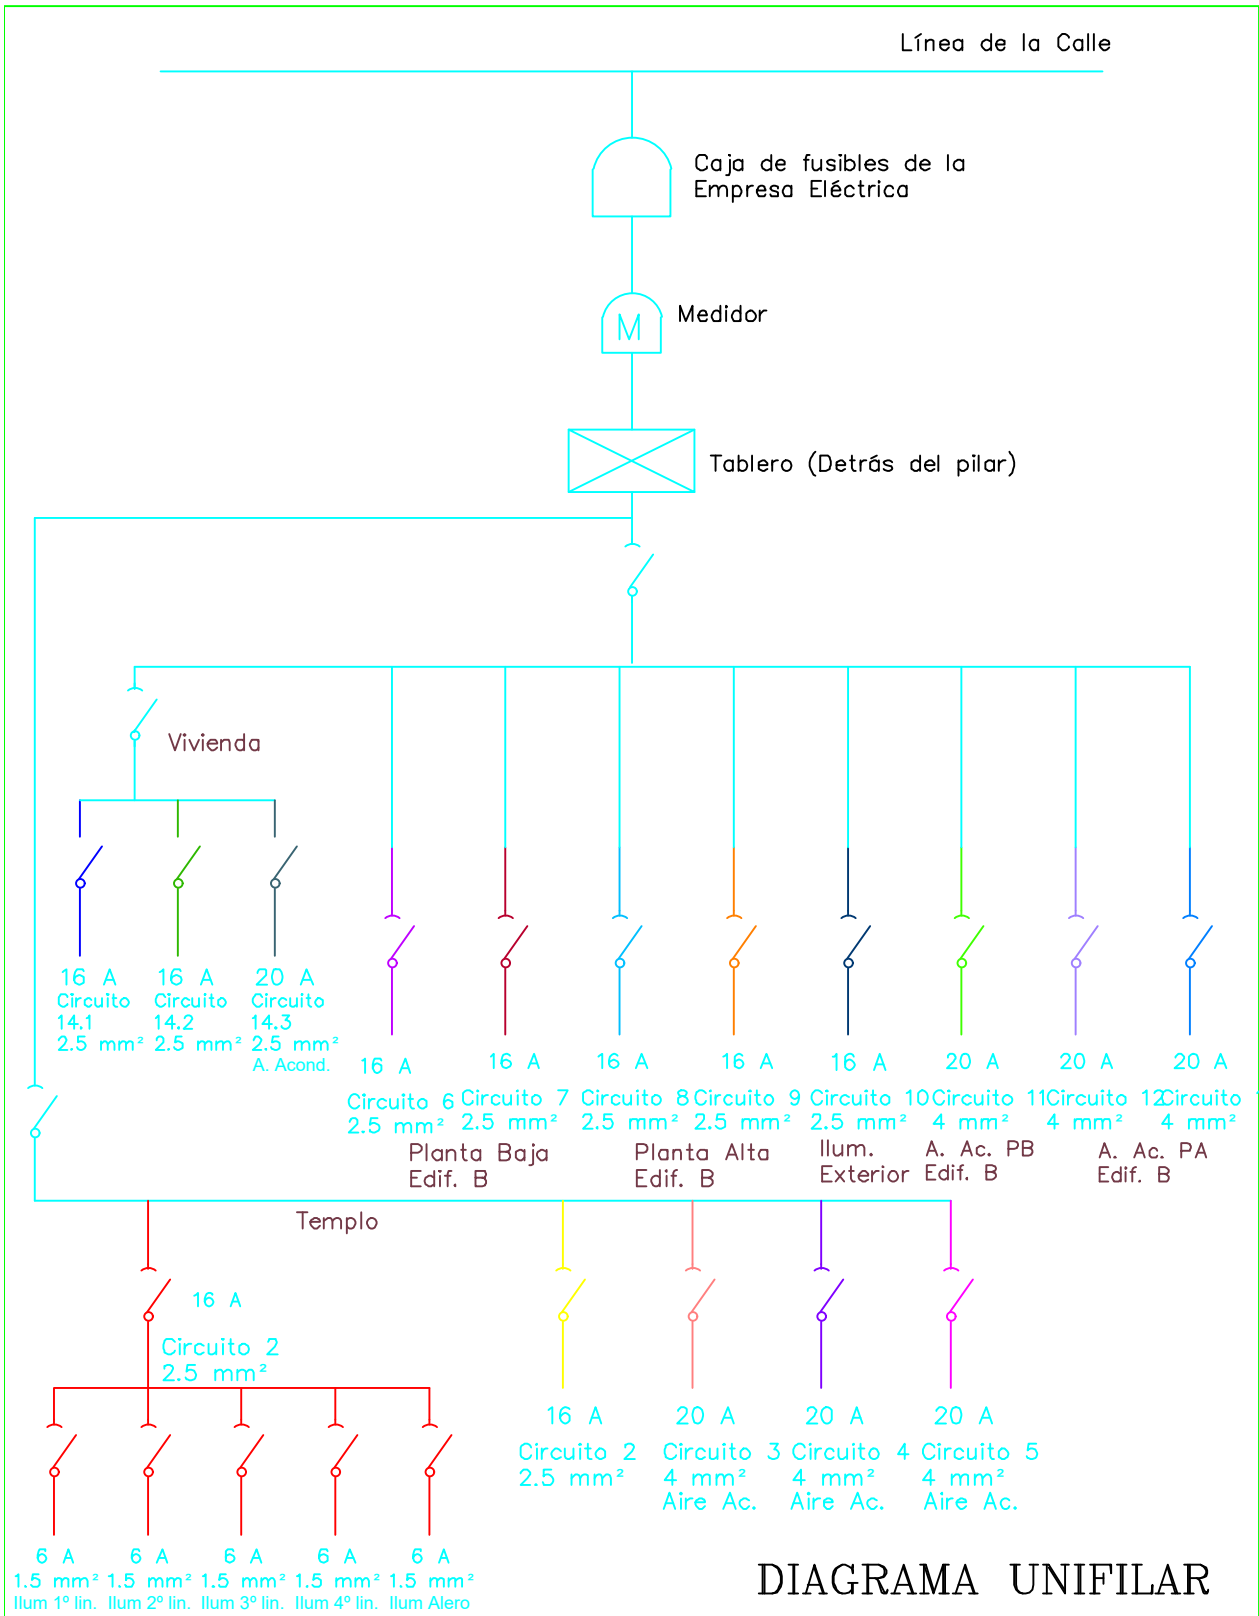 Línea de la Calle
Caja de fusibles de la
Empresa Eléctrica
M
Medidor
Tablero (Detrás del pilar)
Vivienda
16 A
Circuito
14.1
2.5 mm²
16 A
Circuito
14.2
2.5 mm²
20 A
Circuito
14.3
2.5 mm²
A. Acond.
16 A
Circuito 6
2.5 mm²
16 A
Circuito 7
2.5 mm²
Planta Baja
Edif. B
16 A
Circuito 8
2.5 mm²
16 A
Circuito 9
2.5 mm²
Planta Alta
Edif. B
16 A
Circuito 10
2.5 mm²
Ilum.
Exterior
20 A
Circuito 11
4 mm²
A. Ac. PB
Edif. B
20 A
Circuito 12
4 mm²
20 A
Circuito
4 mm²
A. Ac. PA
Edif. B
Templo
16 A
Circuito 2
2.5 mm²
16 A
Circuito 2
2.5 mm²
20 A
Circuito 3
4 mm²
Aire Ac.
20 A
Circuito 4
4 mm²
Aire Ac.
20 A
Circuito 5
4 mm²
Aire Ac.
6 A
1.5 mm²
Ilum 1º lin.
6 A
1.5 mm²
Ilum 2º lin.
6 A
1.5 mm²
Ilum 3º lin.
6 A
1.5 mm²
Ilum 4º lin.
6 A
1.5 mm²
Ilum Alero
DIAGRAMA UNIFILAR